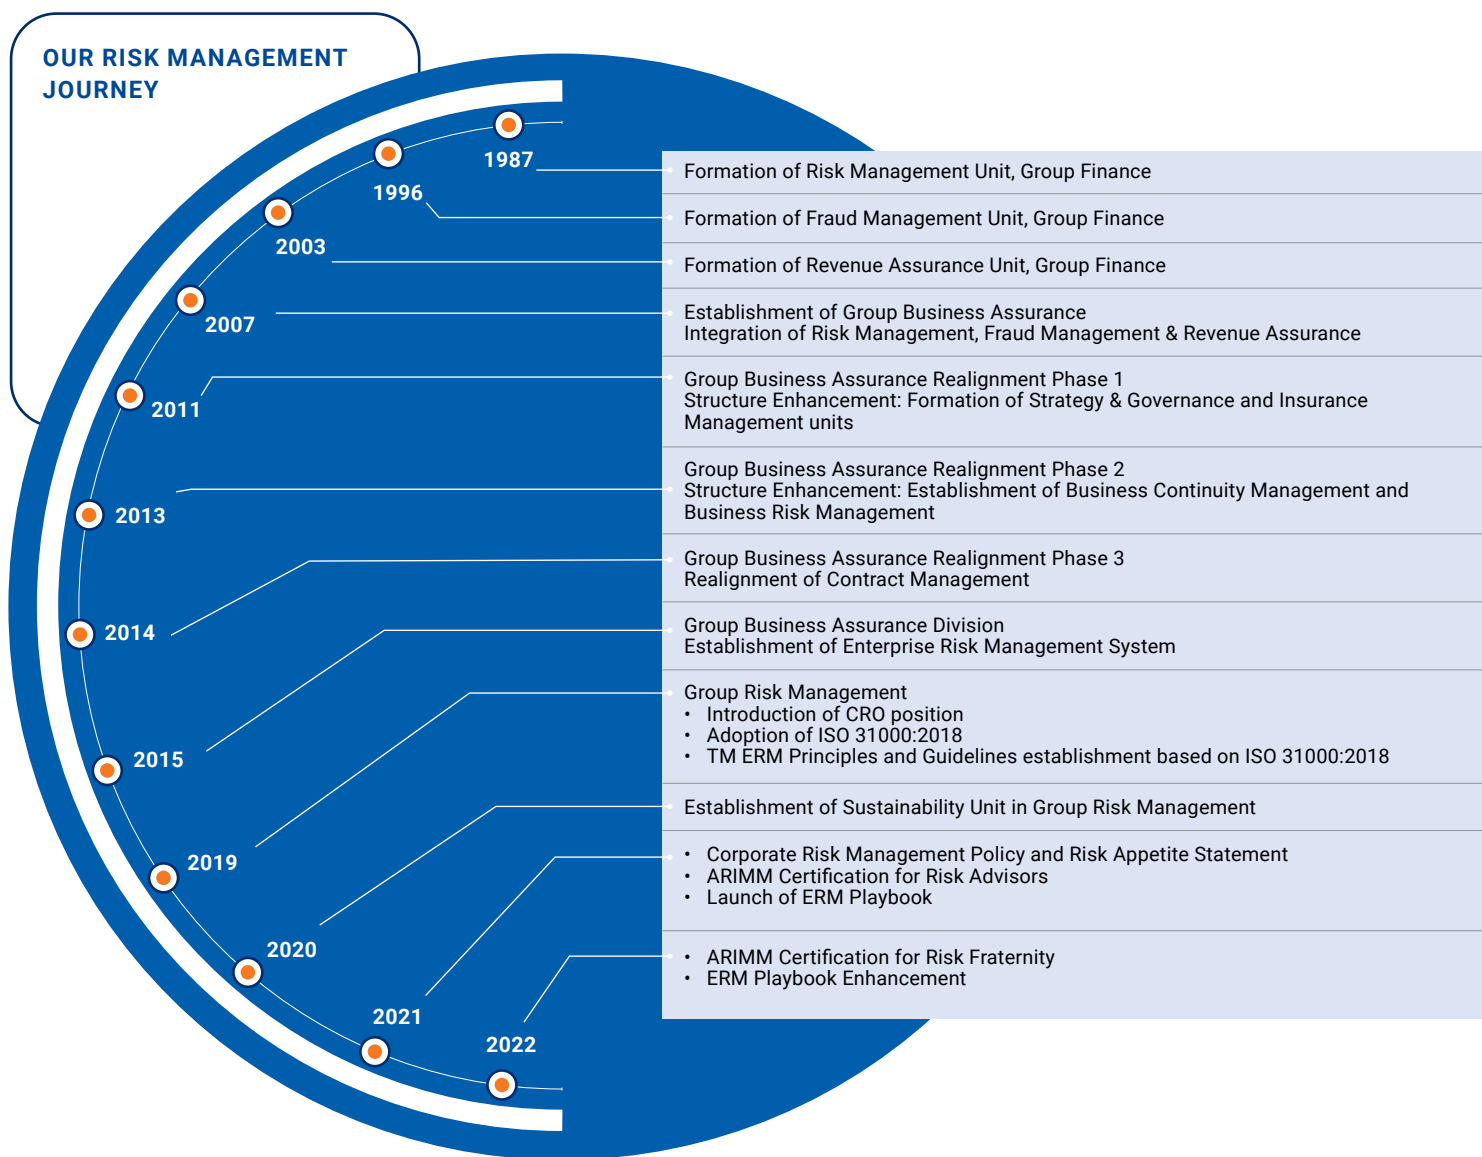 OUR RISK MANAGEMENT
JOURNEY
1987
Formation of Risk Management Unit, Group Finance
1996
Formation of Fraud Management Unit, Group Finance
2003
Formation of Revenue Assurance Unit, Group Finance
2007
Establishment of Group Business Assurance
Integration of Risk Management, Fraud Management & Revenue Assurance
2011
Group Business Assurance Realignment Phase 1
Structure Enhancement: Formation of Strategy & Governance and Insurance
Management units
2013
Group Business Assurance Realignment Phase 2
Structure Enhancement: Establishment of Business Continuity Management and
Business Risk Management
2014
Group Business Assurance Realignment Phase 3
Realignment of Contract Management
2015
Group Business Assurance Division
Establishment of Enterprise Risk Management System
2019
Group Risk Management
• Introduction of CRO position
• Adoption of ISO 31000:2018
• TM ERM Principles and Guidelines establishment based on ISO 31000:2018
2020
Establishment of Sustainability Unit in Group Risk Management
2021
• Corporate Risk Management Policy and Risk Appetite Statement
• ARIMM Certification for Risk Advisors
• Launch of ERM Playbook
2022
• ARIMM Certification for Risk Fraternity
• ERM Playbook Enhancement